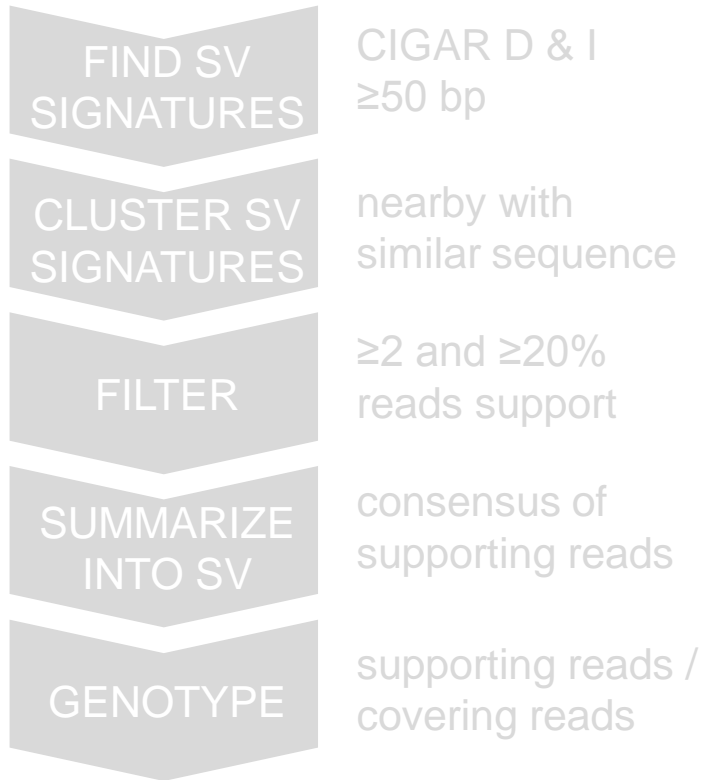 FIND SV
SIGNATURES
CIGAR D & I
≥50 bp
CLUSTER SV
SIGNATURES
nearby with
similar sequence
FILTER
≥2 and ≥20%
reads support
SUMMARIZE
INTO SV
consensus of
supporting reads
GENOTYPE
supporting reads /
covering reads